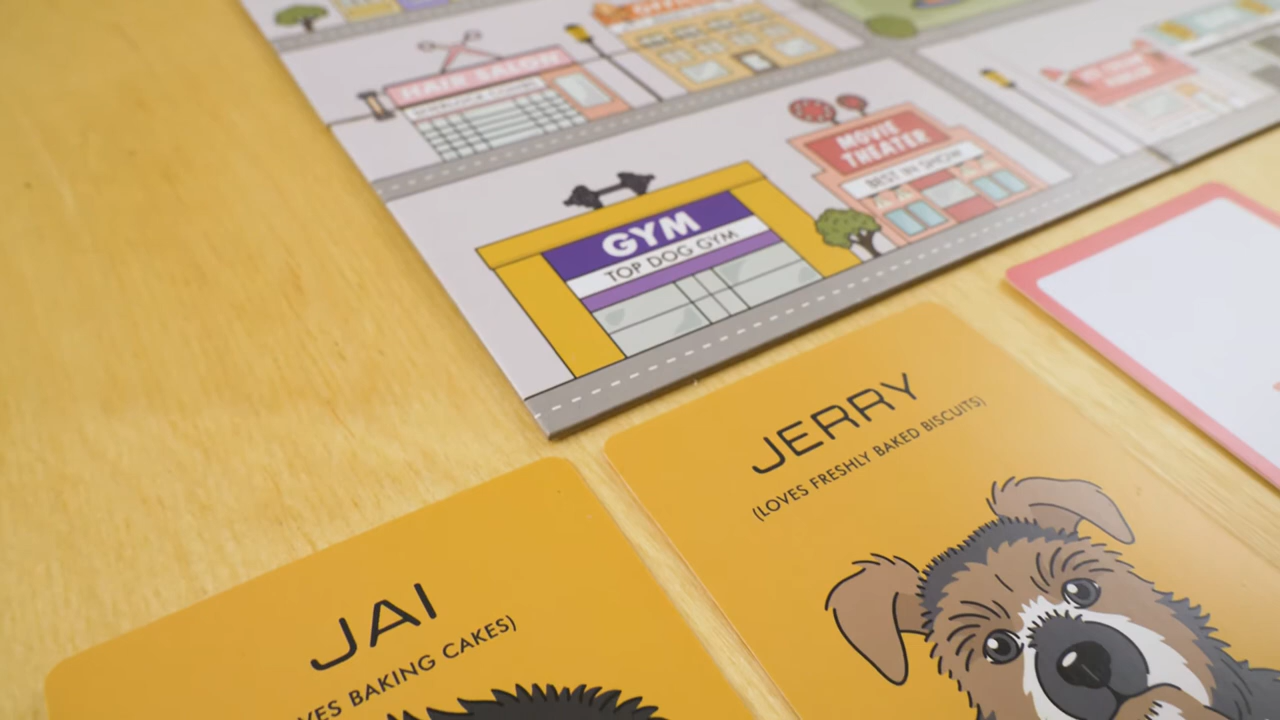 HAIR SALON
MOVIE
THEATER
BEST IN SHOW
GYM
TOP DOG GYM
JERRY
(LOVES FRESHLY BAKED BISCUITS)
JAI
BAKING CAKES)